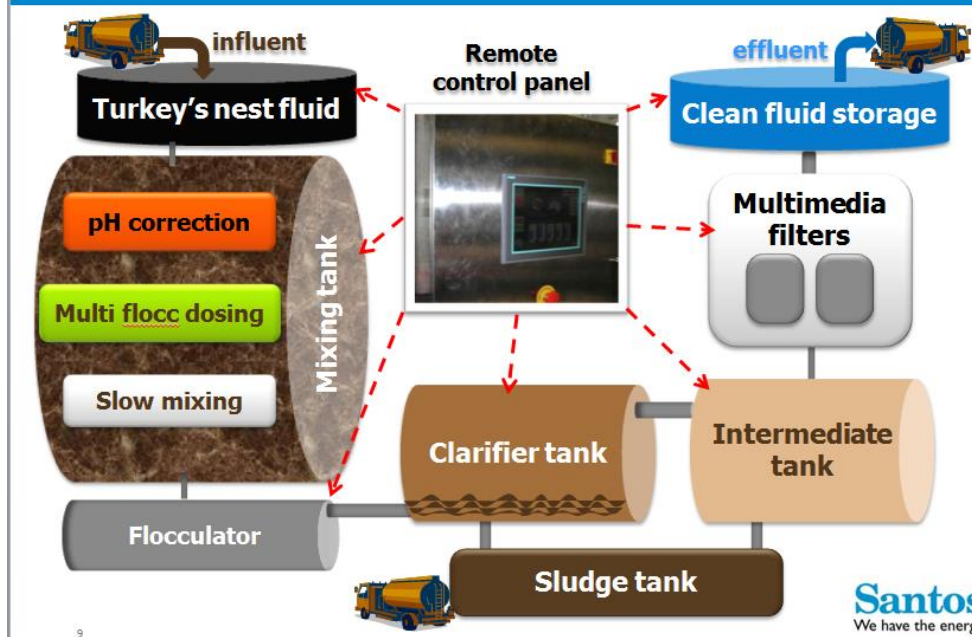 influent
Remote
control panel
effluent
Turkey's nest fluid
Clean fluid storage
pH correction
Multi flocc dosing
Slow mixing
Mixing tank
Multimedia
filters
Clarifier tank
Intermediate
tank
Flocculator
Sludge tank
Santos
We have the energ
9